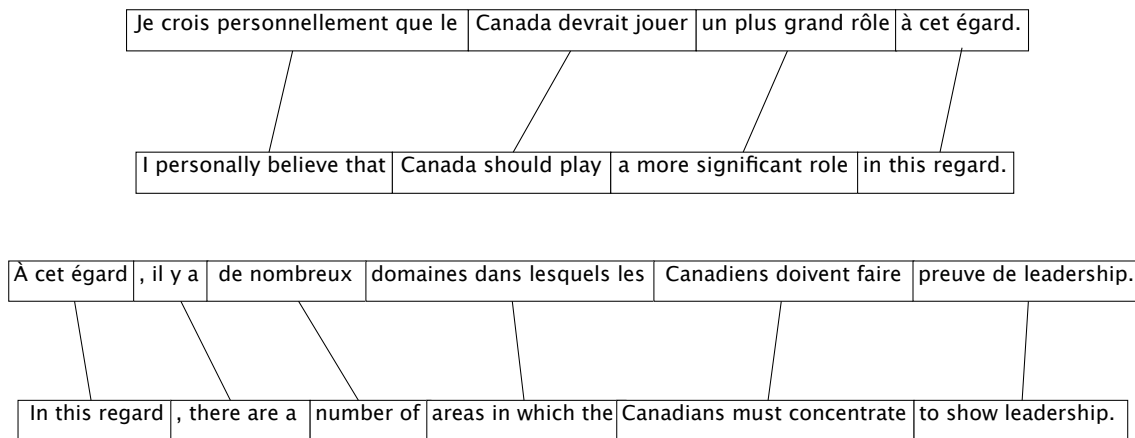 Je crois personnellement que le Canada devrait jouer un plus grand rôle à cet égard.
I personally believe that Canada should play a more significant role in this regard.
À cet égard , il y a de nombreux domaines dans lesquels les Canadiens doivent faire preuve de leadership.
In this regard , there are a number of areas in which the Canadians must concentrate to show leadership.